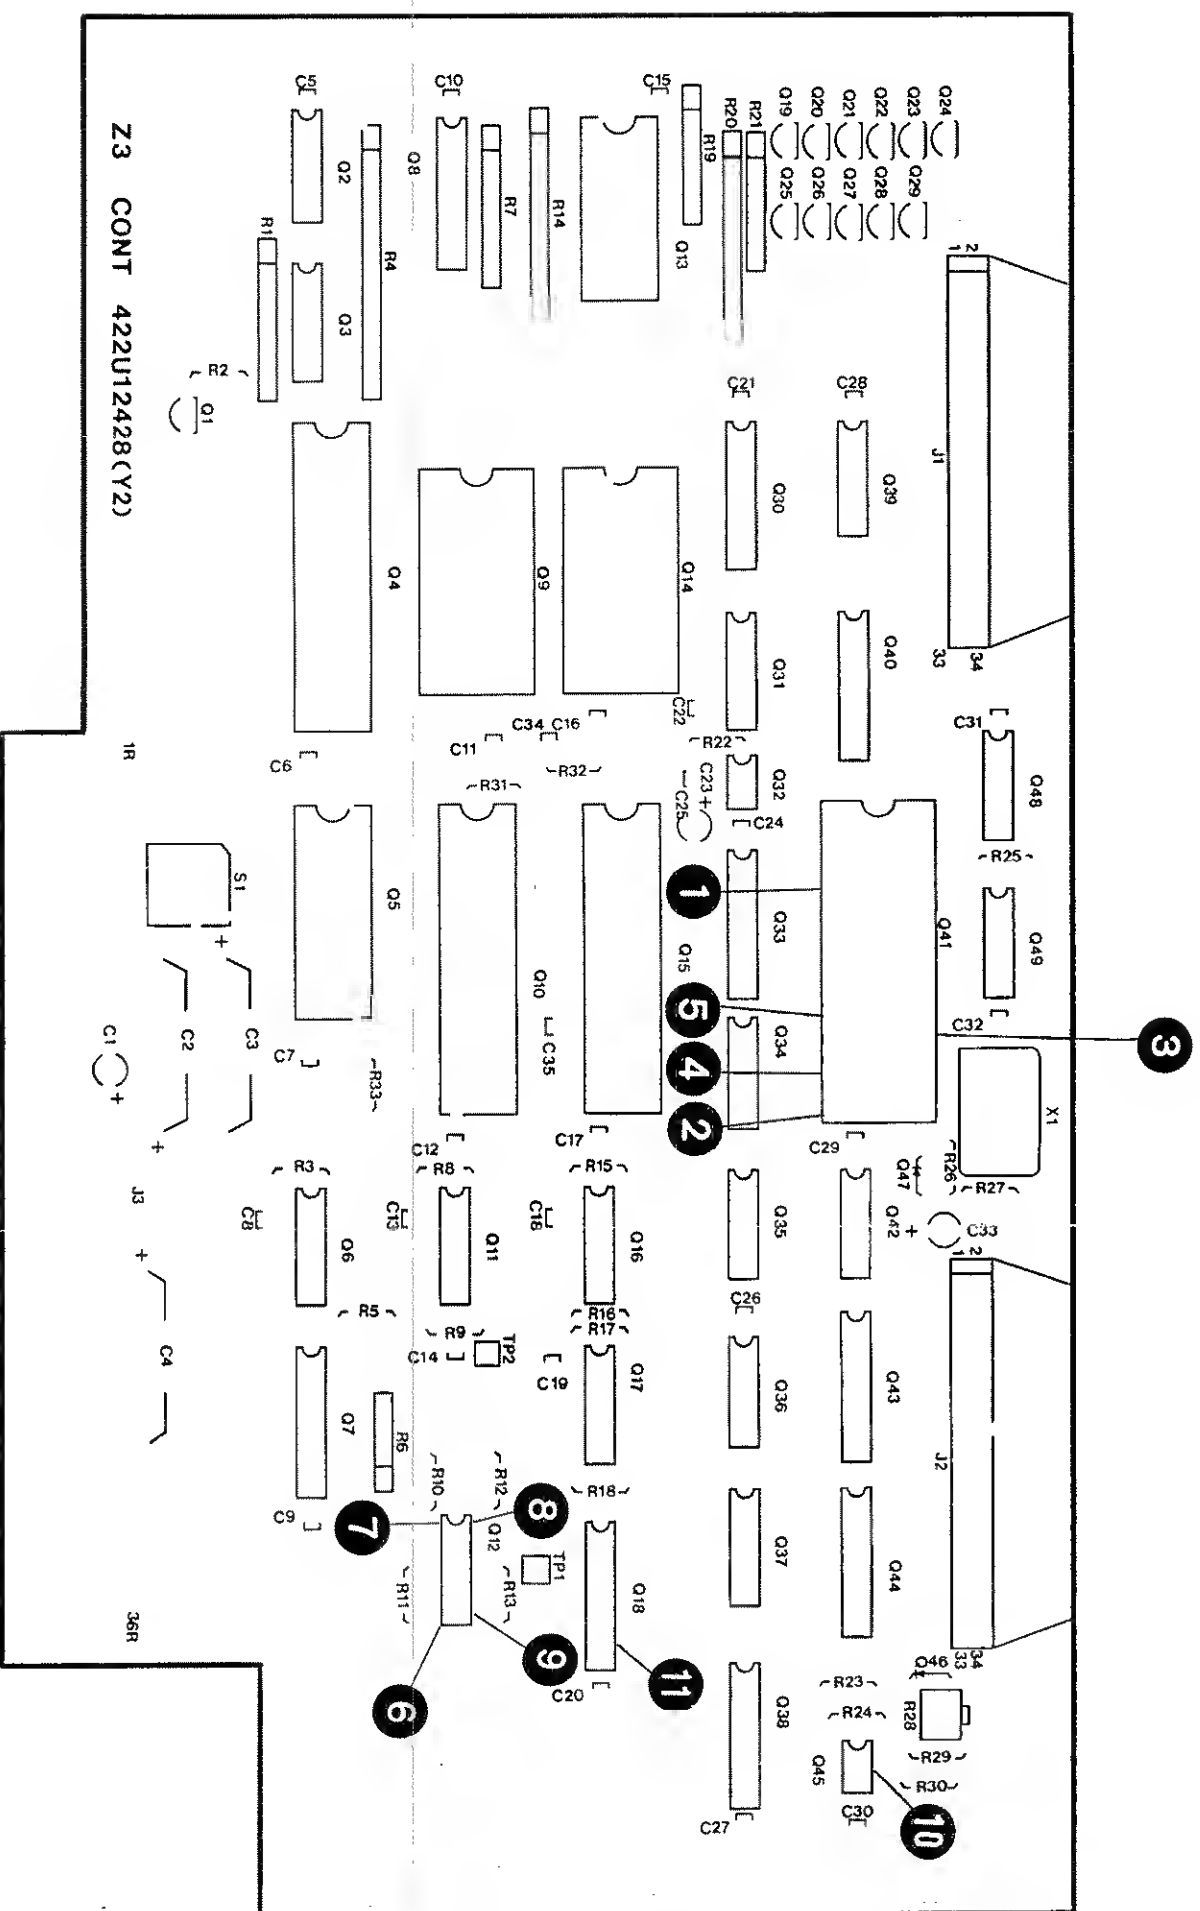 Z3 CONT 422U12428(Y2)
C5
C10
C15
R19
R20
R21
Q19
Q20
Q21
Q22
Q23
Q24
Q25
Q26
Q27
Q28
Q29
Q2
Q8
R7
R14
Q13
R1
R4
Q3
R2
Q1
2
1
J1
34
33
C21
C28
Q30
Q39
Q4
Q9
Q14
Q31
Q40
C6
C11
C34
C16
C22
R22
C31
Q48
1R
R31
R32
C23 +
C25
Q32
C24
R25
S1
+
Q5
Q10
Q15
Q33
Q41
Q49
1
5
4
2
3
C1
+
C2
+
C3
C7
R33
C35
Q34
C32
X1
C12
C17
C29
R26
Q47
R27
J3
R3
C8
Q6
C13
R8
Q11
C18
R15
Q16
Q35
Q42
+
C33
2
1
+
C4
R5
R9
C14
TP2
R16
R17
C19
Q17
C26
Q36
Q43
J2
Q7
R6
C9
R10
R12
Q12
R11
R13
TP1
R18
Q18
Q37
Q44
7
8
9
6
11
36R
C20
Q38
C27
34
33
Q46
R23
R24
R28
R29
R30
Q45
C30
10